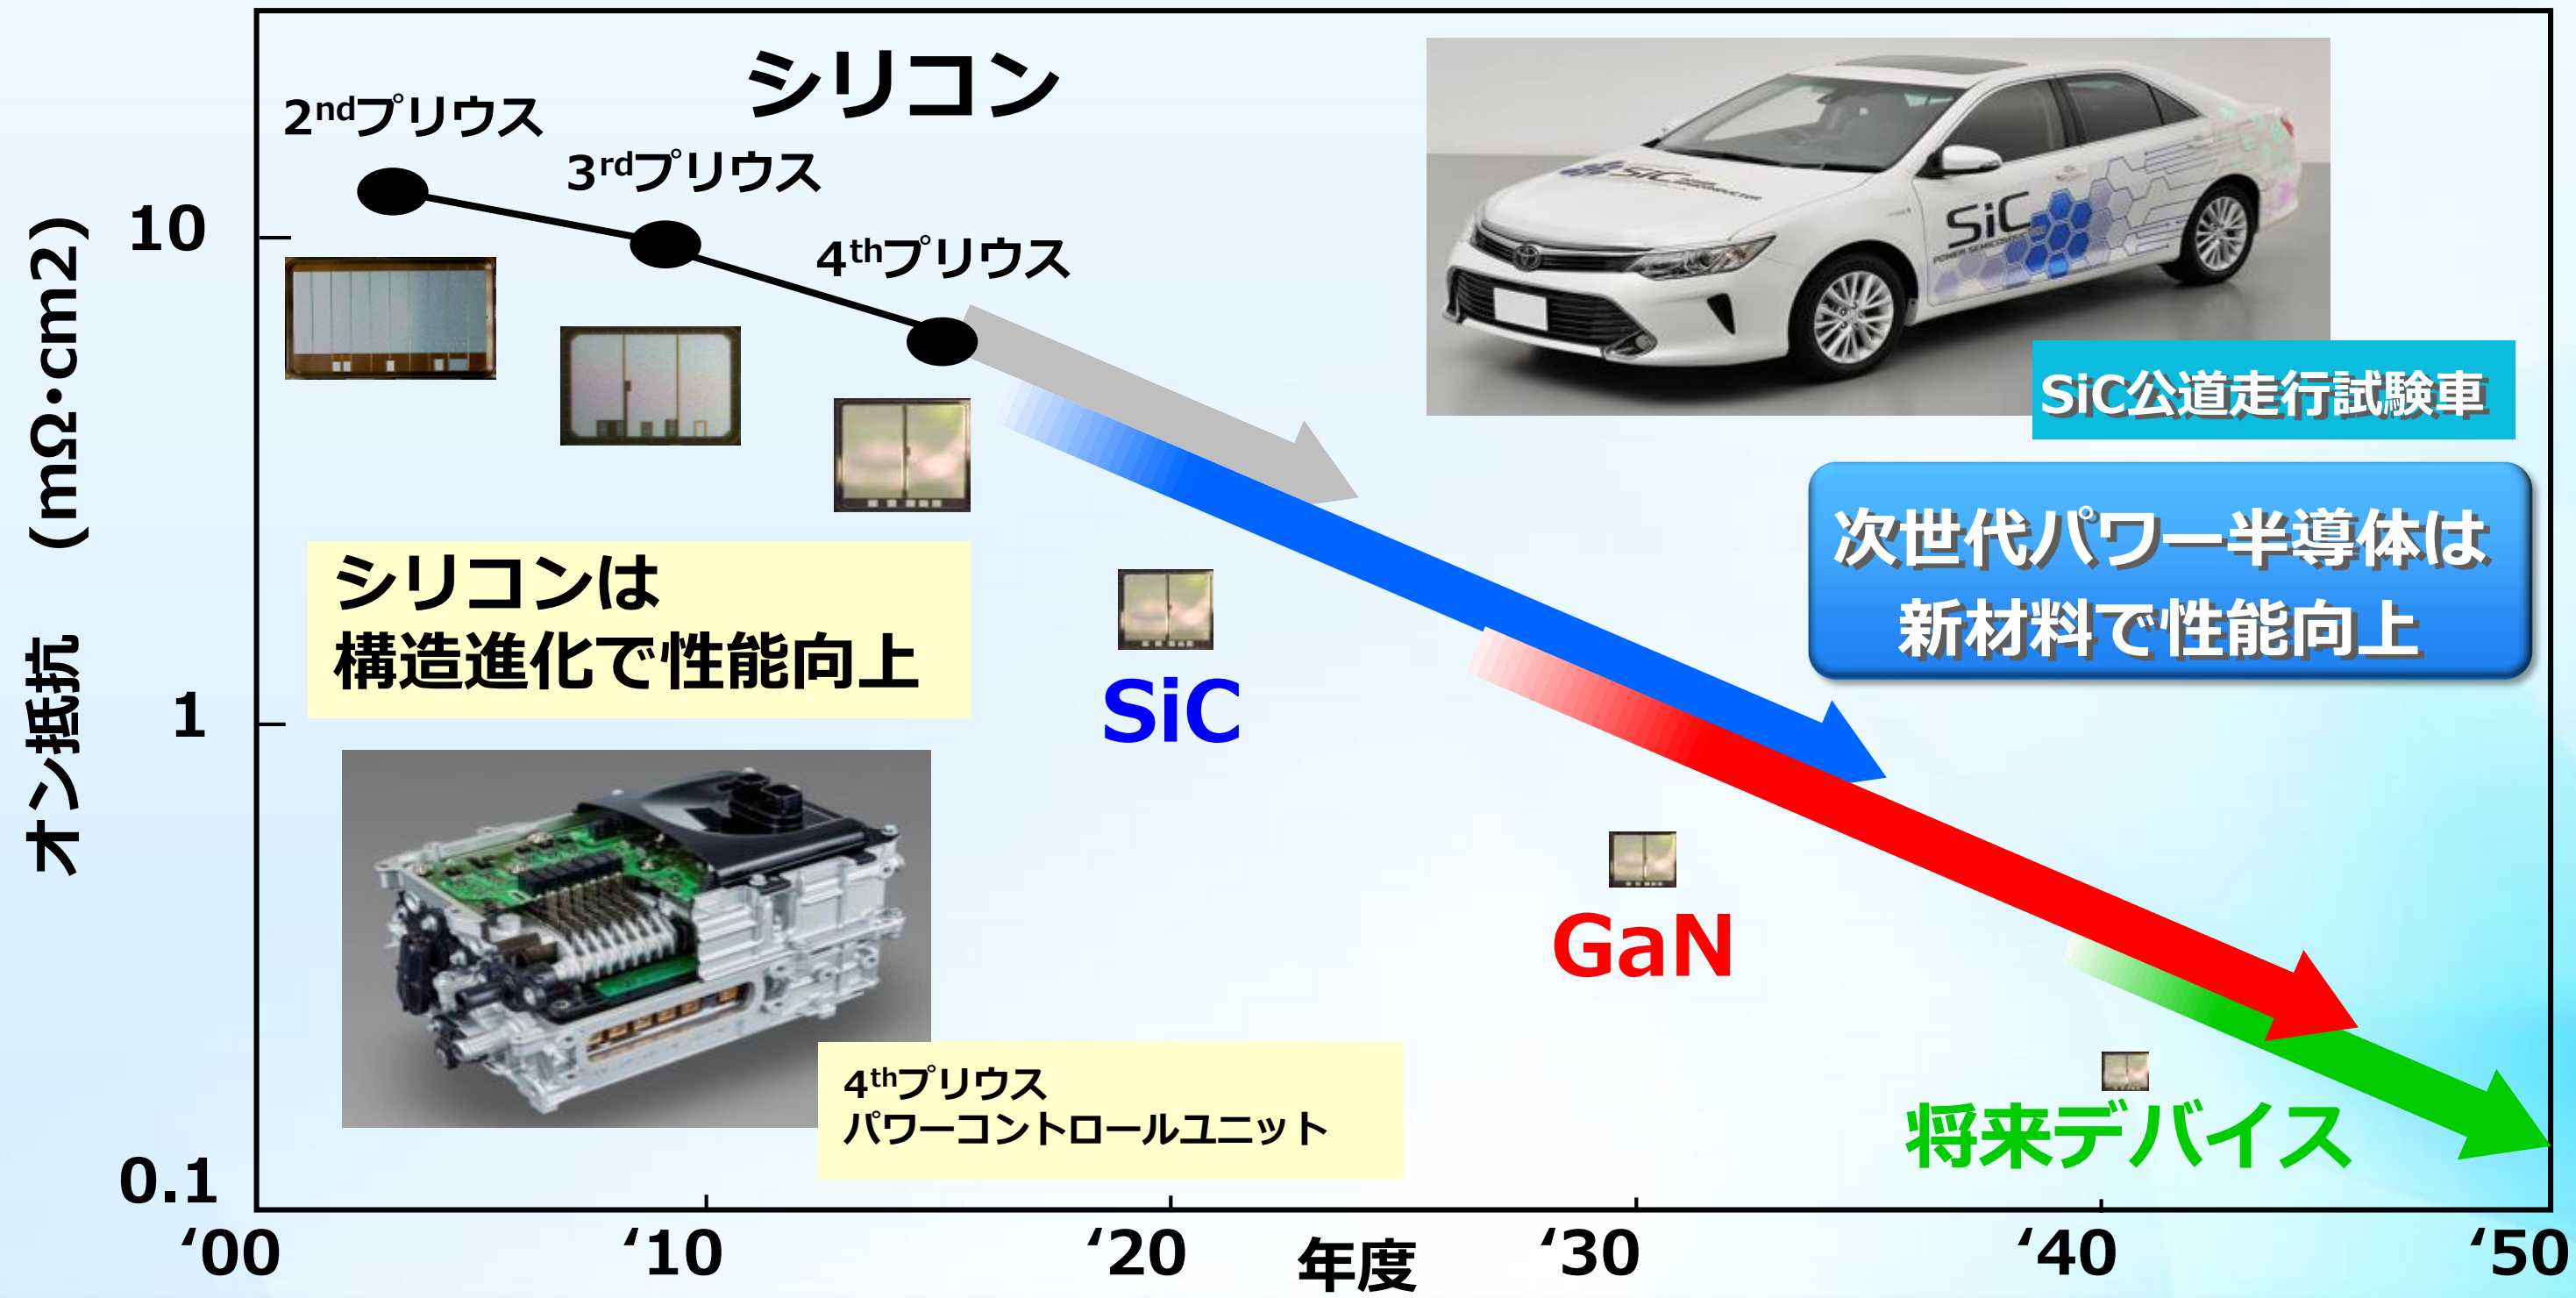 シリコン
2ndプリウス
3rdプリウス
4thプリウス
10
1
0.1
オン抵抗 (mΩ・cm2)
シリコンは
構造進化で性能向上
SiC
SiC
POWER SEMICONDUCTOR
SiC公道走行試験車
次世代パワー半導体は
新材料で性能向上
SiC
GaN
将来デバイス
4thプリウス
パワーコントロールユニット
‘00
‘10
‘20
年度
‘30
‘40
‘50